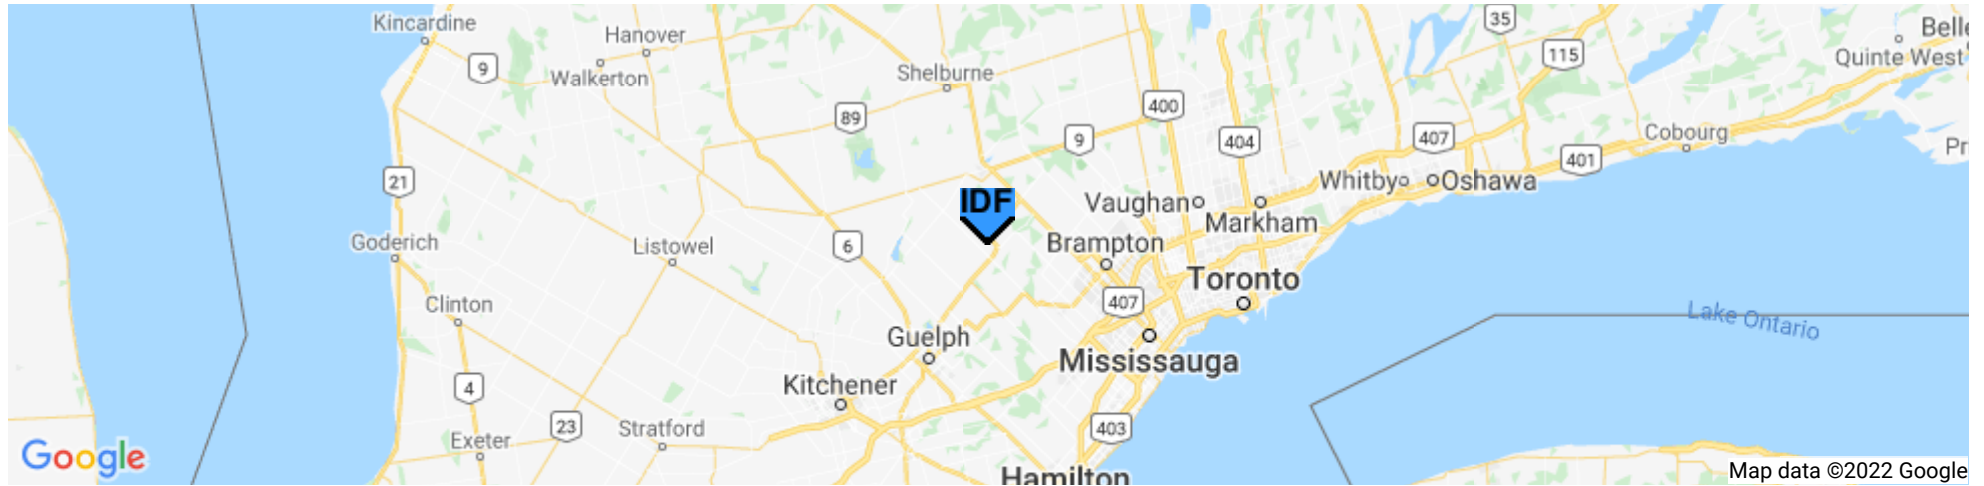 Kincardine
Hanover
35
Belle
9
Walkerton
Shelburne
115
Quinte West
89
400
9
404
407
Cobourg
401
Pri
21
Whitby
Oshawa
IDF
Vaughan
Markham
Goderich
Listowel
6
Brampton
Toronto
Clinton
407
Lake Ontario
Guelph
Mississauga
4
Kitchener
23
Stratford
403
Exeter
Google
Hamilton
Map data ©2022 Google